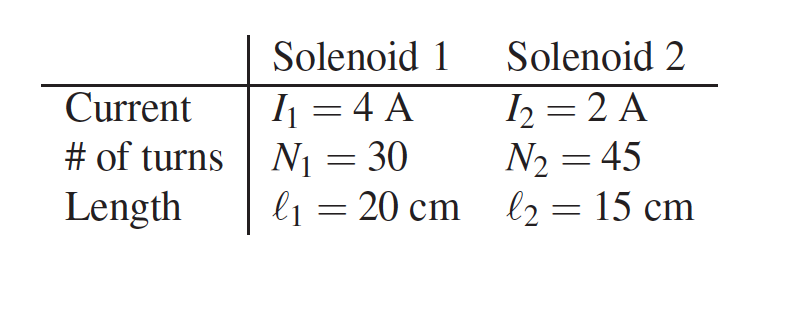 Solenoid 1 Solenoid 2
Current I₁ = 4 A I₂ = 2 A
# of turns N₁ = 30 N₂ = 45
Length ℓ₁ = 20 cm ℓ₂ = 15 cm